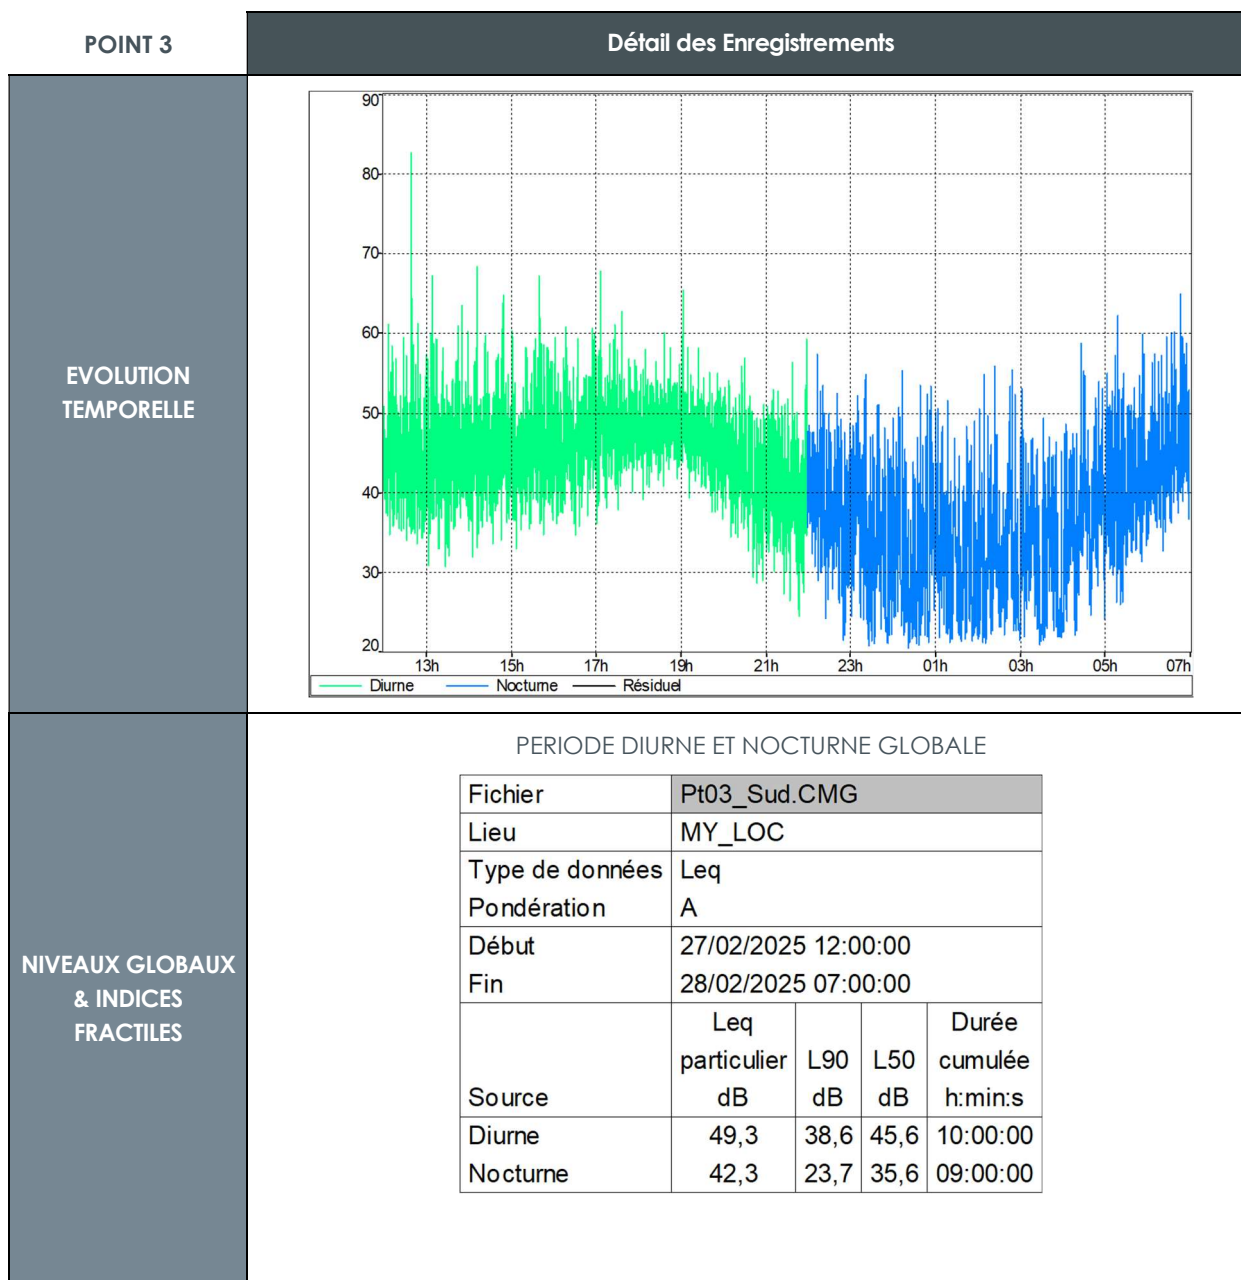 POINT 3
Détail des Enregistrements
EVOLUTION
TEMPORELLE
90
80
70
60
50
40
30
20
13h 15h 17h 19h 21h 23h 01h 03h 05h 07h
Diurne Nocturne Résiduel
NIVEAUX GLOBAUX
& INDICES
FRACTILES
PERIODE DIURNE ET NOCTURNE GLOBALE
Fichier Pt03_Sud.CMG
Lieu MY_LOC
Type de données Leq
Pondération A
Début 27/02/2025 12:00:00
Fin 28/02/2025 07:00:00
Leq Durée
particulier L90 L50 cumulée
Source dB dB dB h:min:s
Diurne 49,3 38,6 45,6 10:00:00
Nocturne 42,3 23,7 35,6 09:00:00